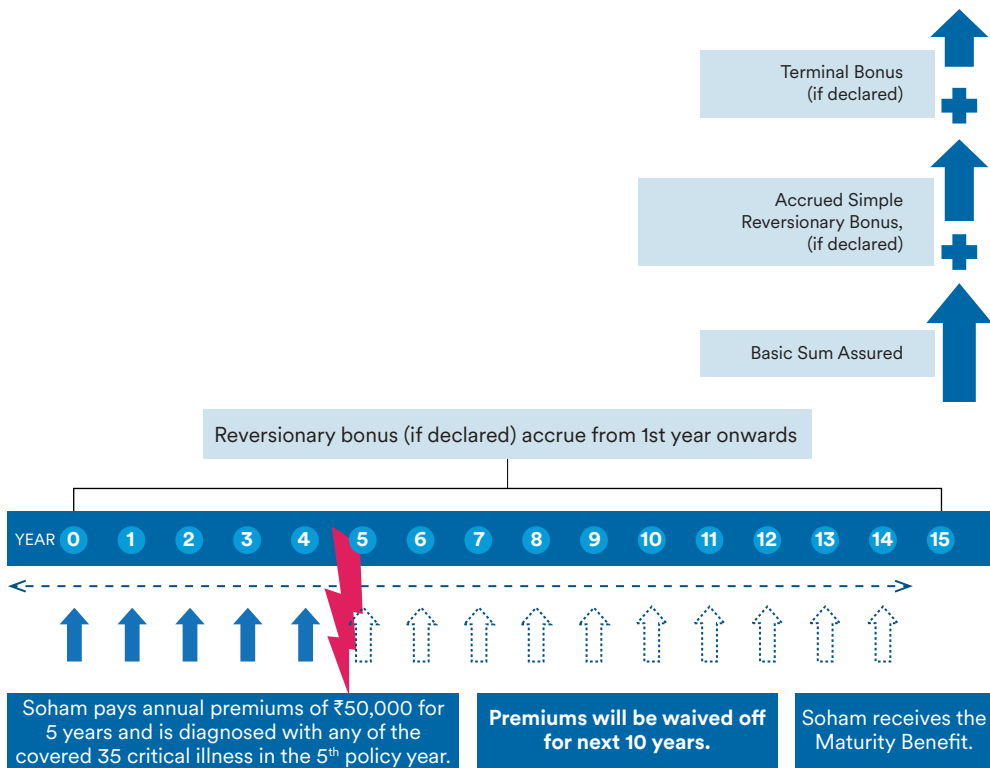 Terminal Bonus
(if declared)
Accrued Simple
Reversionary Bonus,
(if declared)
Basic Sum Assured
Reversionary bonus (if declared) accrue from 1st year onwards
YEAR 0 1 2 3 4 5 6 7 8 9 10 11 12 13 14 15
Soham pays annual premiums of ₹50,000 for
5 years and is diagnosed with any of the
covered 35 critical illness in the 5th policy year.
Premiums will be waived off
for next 10 years.
Soham receives the
Maturity Benefit.